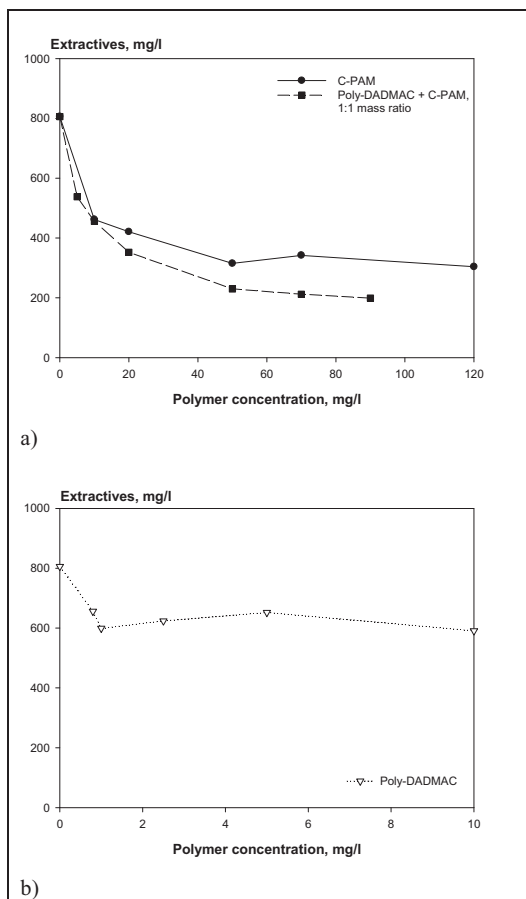 Extractives, mg/l
1000
800
600
400
200
0
C-PAM
Poly-DADMAC + C-PAM,
1:1 mass ratio
0 20 40 60 80 100 120
Polymer concentration, mg/l
a)
Extractives, mg/l
1000
800
600
400
200
0
Poly-DADMAC
0 2 4 6 8 10
Polymer concentration, mg/l
b)